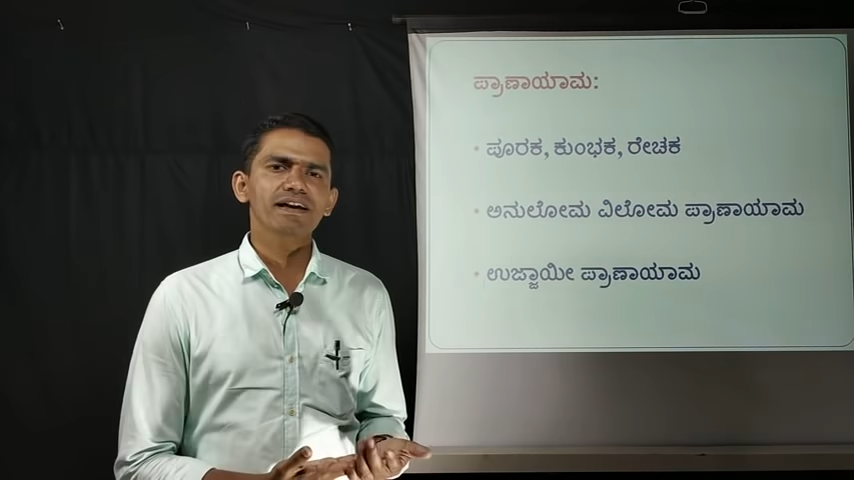 ಪ್ರಾಣಾಯಾಮ:
• ಪೂರಕ, ಕುಂಭಕ, ರೇಚಕ
• ಅನುಲೋಮ ವಿಲೋಮ ಪ್ರಾಣಾಯಾಮ
• ಉಜ್ಜಾಯೀ ಪ್ರಾಣಾಯಾಮ